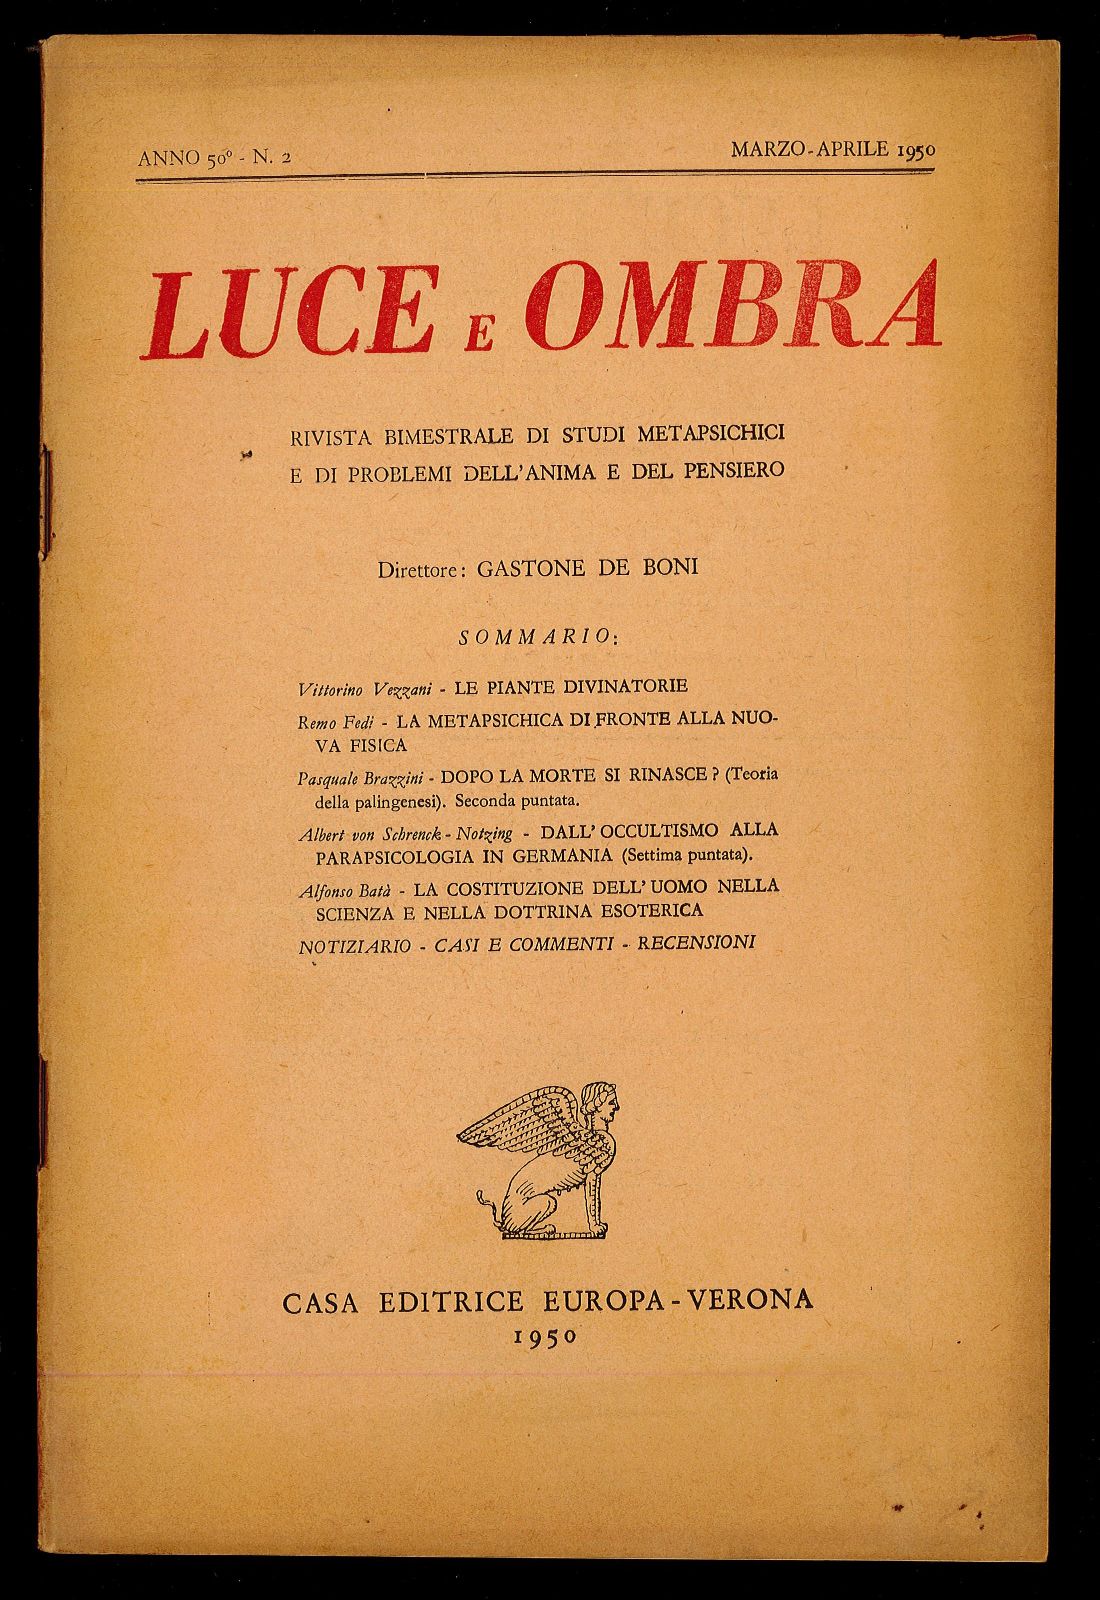 ANNO 50º - N. 2
MARZO-APRILE 1950
LUCE E OMBRA
RIVISTA BIMESTRALE DI STUDI METAPSICHICI
E DI PROBLEMI DELL'ANIMA E DEL PENSIERO
Direttore: GASTONE DE BONI
SOMMARIO:
Vittorino Vezzani - LE PIANTE DIVINATORIE
Remo Fedi - LA METAPSICHICA DI FRONTE ALLA NUO-
VA FISICA
Pasquale Brazzini - DOPO LA MORTE SI RINASCE? (Teoria
della palingenesi). Seconda puntata.
Albert von Schrenck-Notzing - DALL'OCCULTISMO ALLA
PARAPSICOLOGIA IN GERMANIA (Settima puntata).
Alfonso Batà - LA COSTITUZIONE DELL'UOMO NELLA
SCIENZA E NELLA DOTTRINA ESOTERICA
NOTIZIARIO - CASI E COMMENTI - RECENSIONI
CASA EDITRICE EUROPA-VERONA
1950